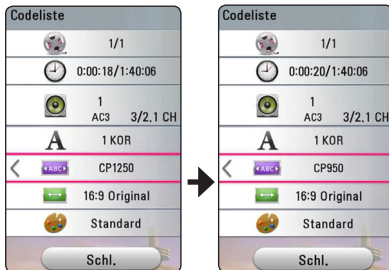 Codeliste
1/1
0:00:18/1:40:06
1
AC3 3/2.1 CH
A 1 KOR
ABC CP1250
16:9 Original
Standard
Schl.
Codeliste
1/1
0:00:20/1:40:06
1
AC3 3/2.1 CH
A 1 KOR
ABC CP950
16:9 Original
Standard
Schl.